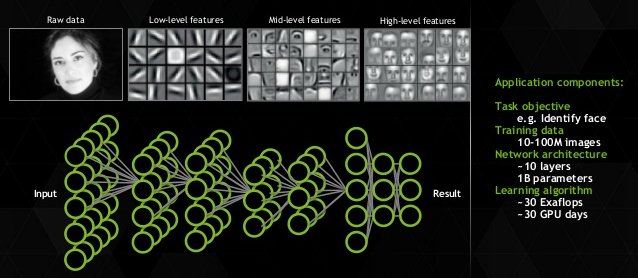 Raw data
Low-level features
Mid-level features
High-level features
Input
Result
Application components:
Task objective
e.g. Identify face
Training data
10-100M images
Network architecture
~10 layers
1B parameters
Learning algorithm
~30 Exaflops
~30 GPU days